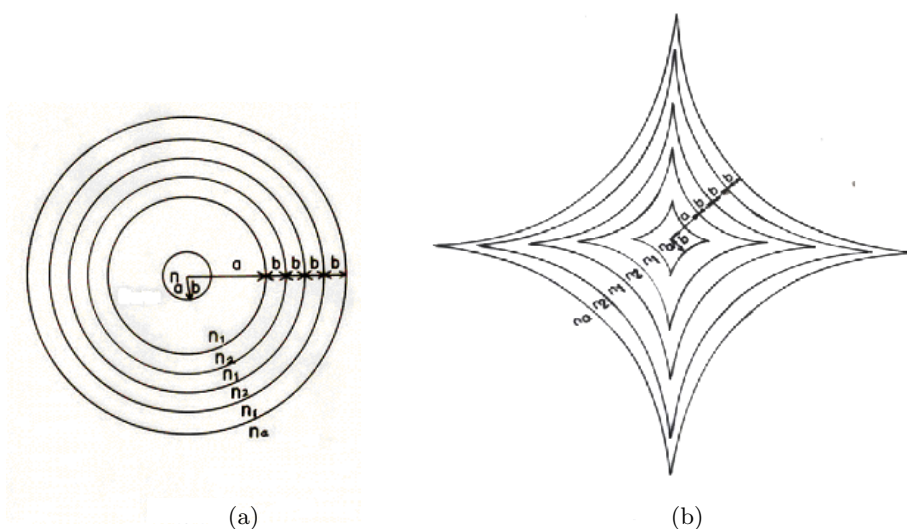 a b b b b
n
a b
n₁
n₂
n₁
n₂
n₁
nₐ
(a)
a b b b
b
n₁ n₂ n₁ n₂ nₐ
(b)